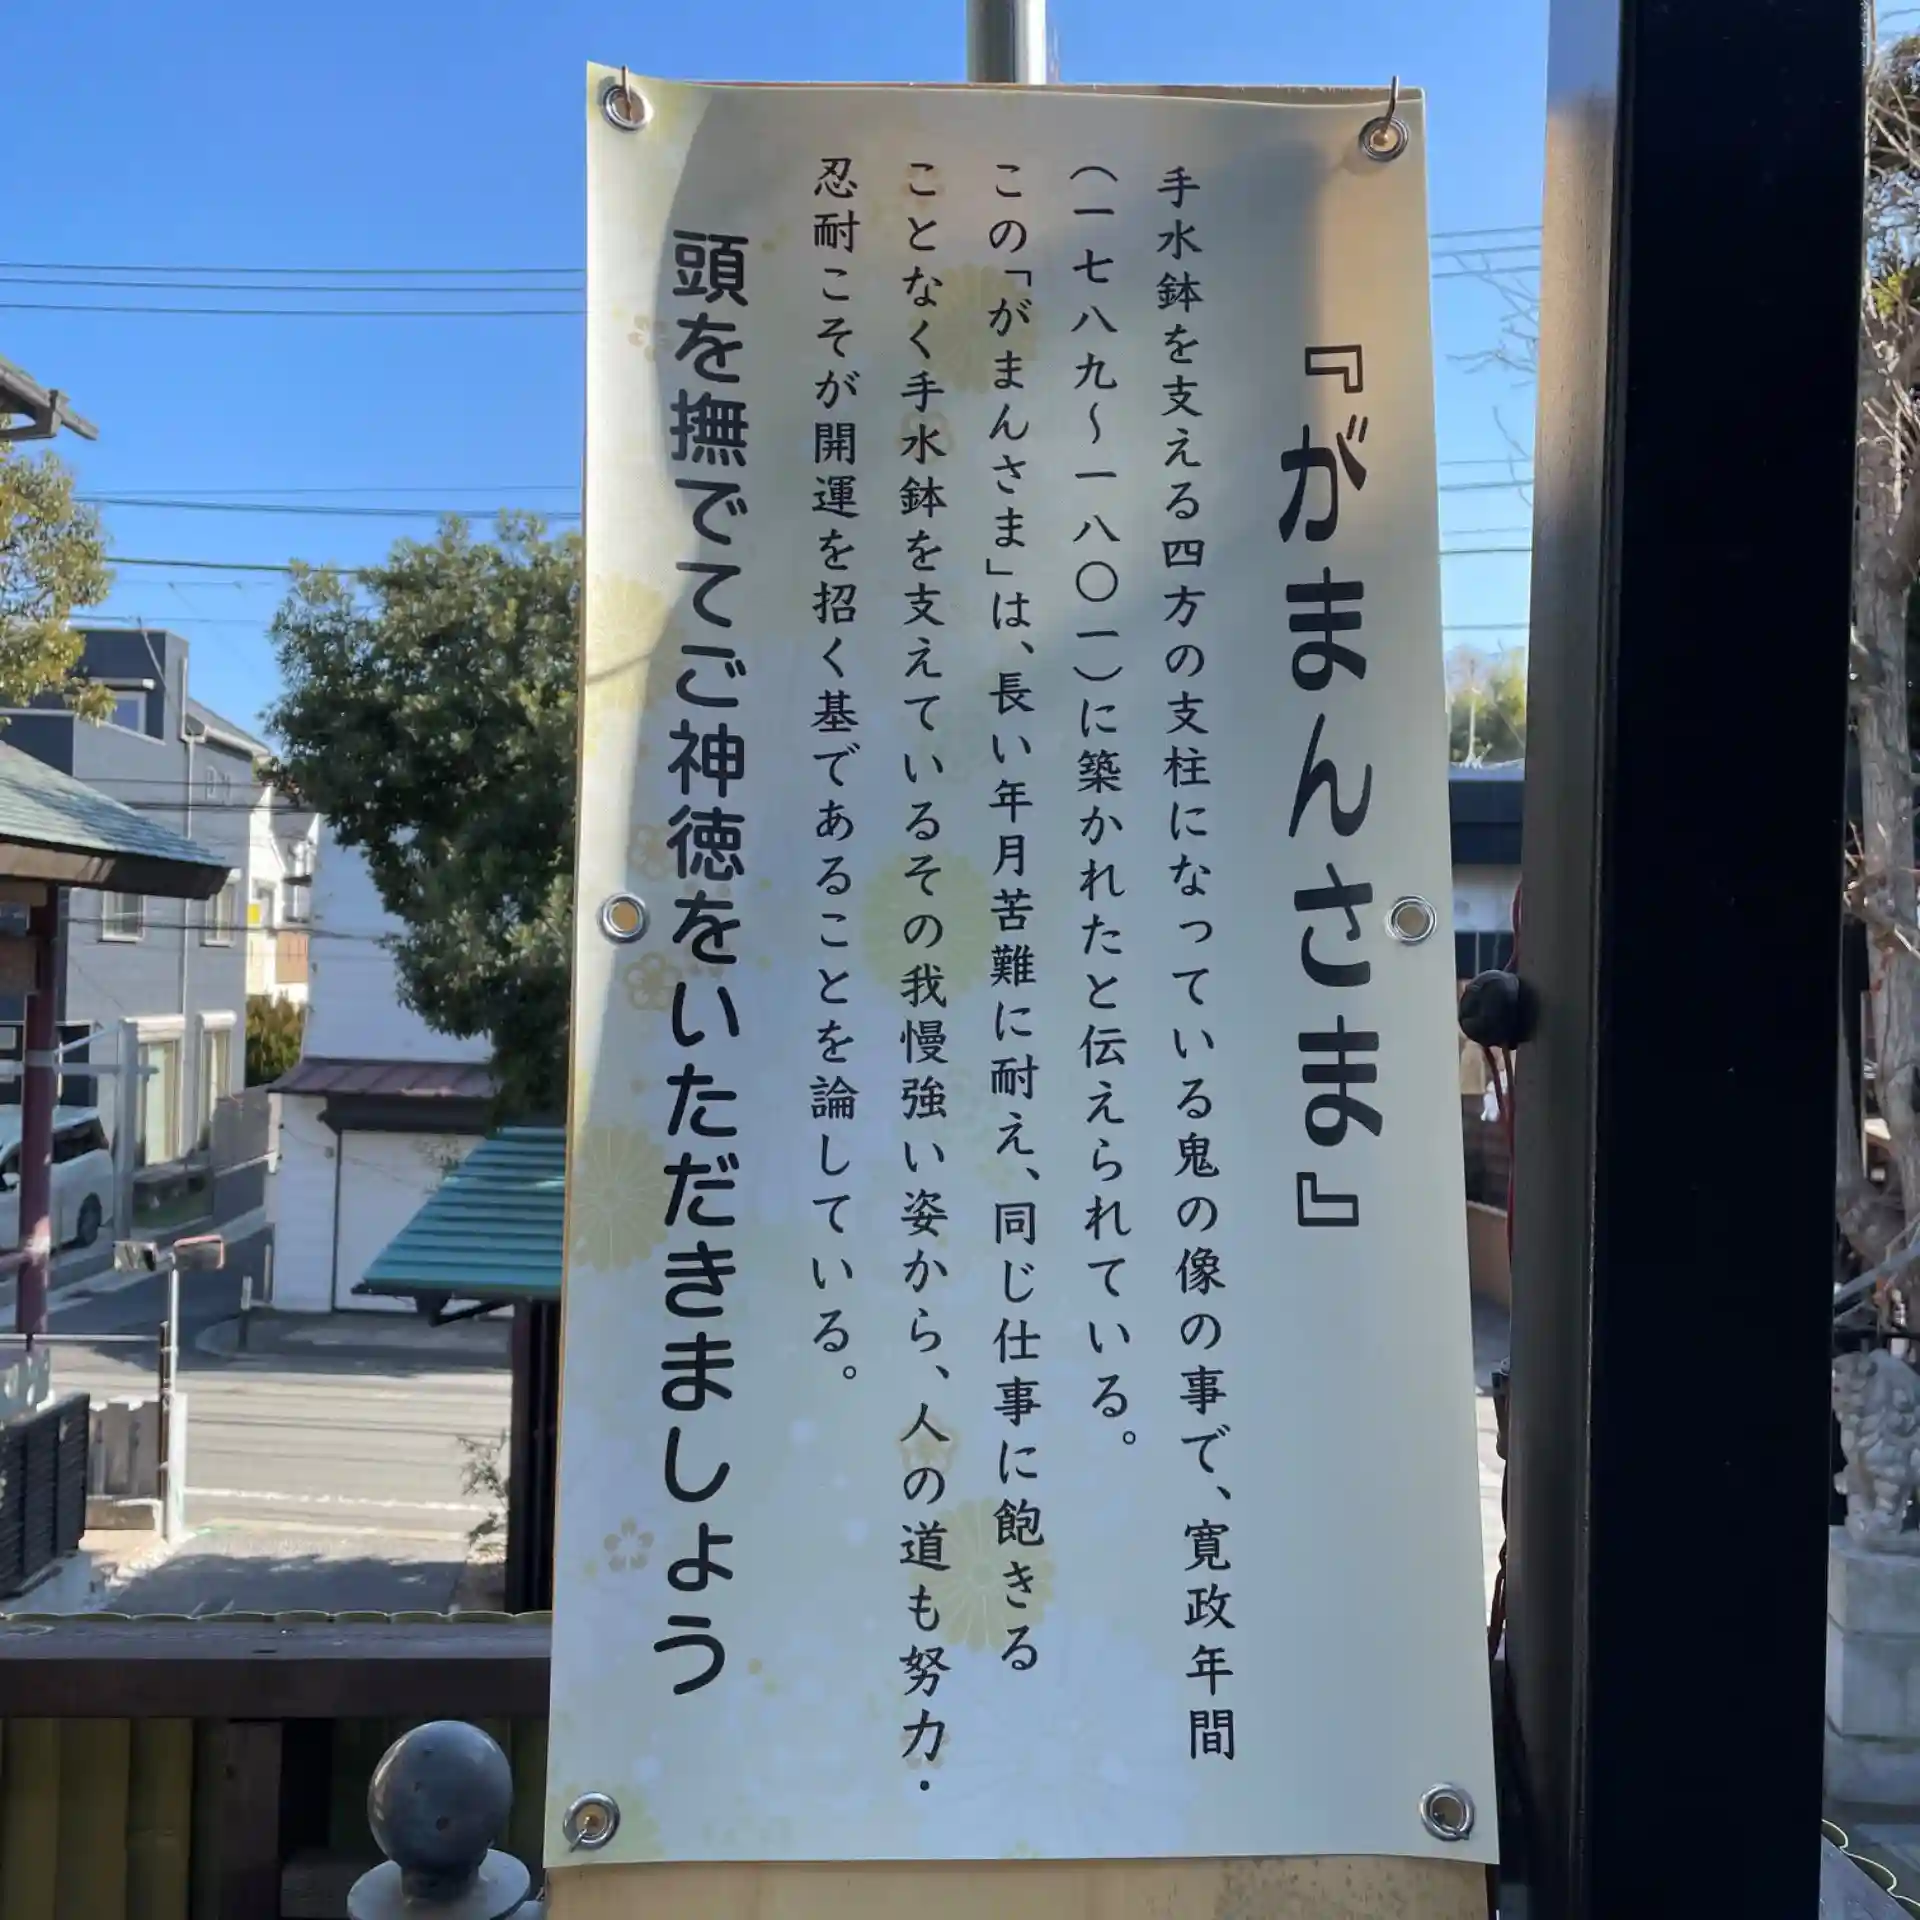 『がまんさま』
手水鉢を支える四方の支柱になっている鬼の像の事で、寛政年間
(一七八九～一八〇一)に築かれたと伝えられている。
この「がまんさま」は、長い年月苦難に耐え、同じ仕事に飽きる
ことなく手水鉢を支えているその我慢強い姿から、人の道も努力・
忍耐こそが開運を招く基であることを論している。
頭を撫でてご神徳をいただきましょう